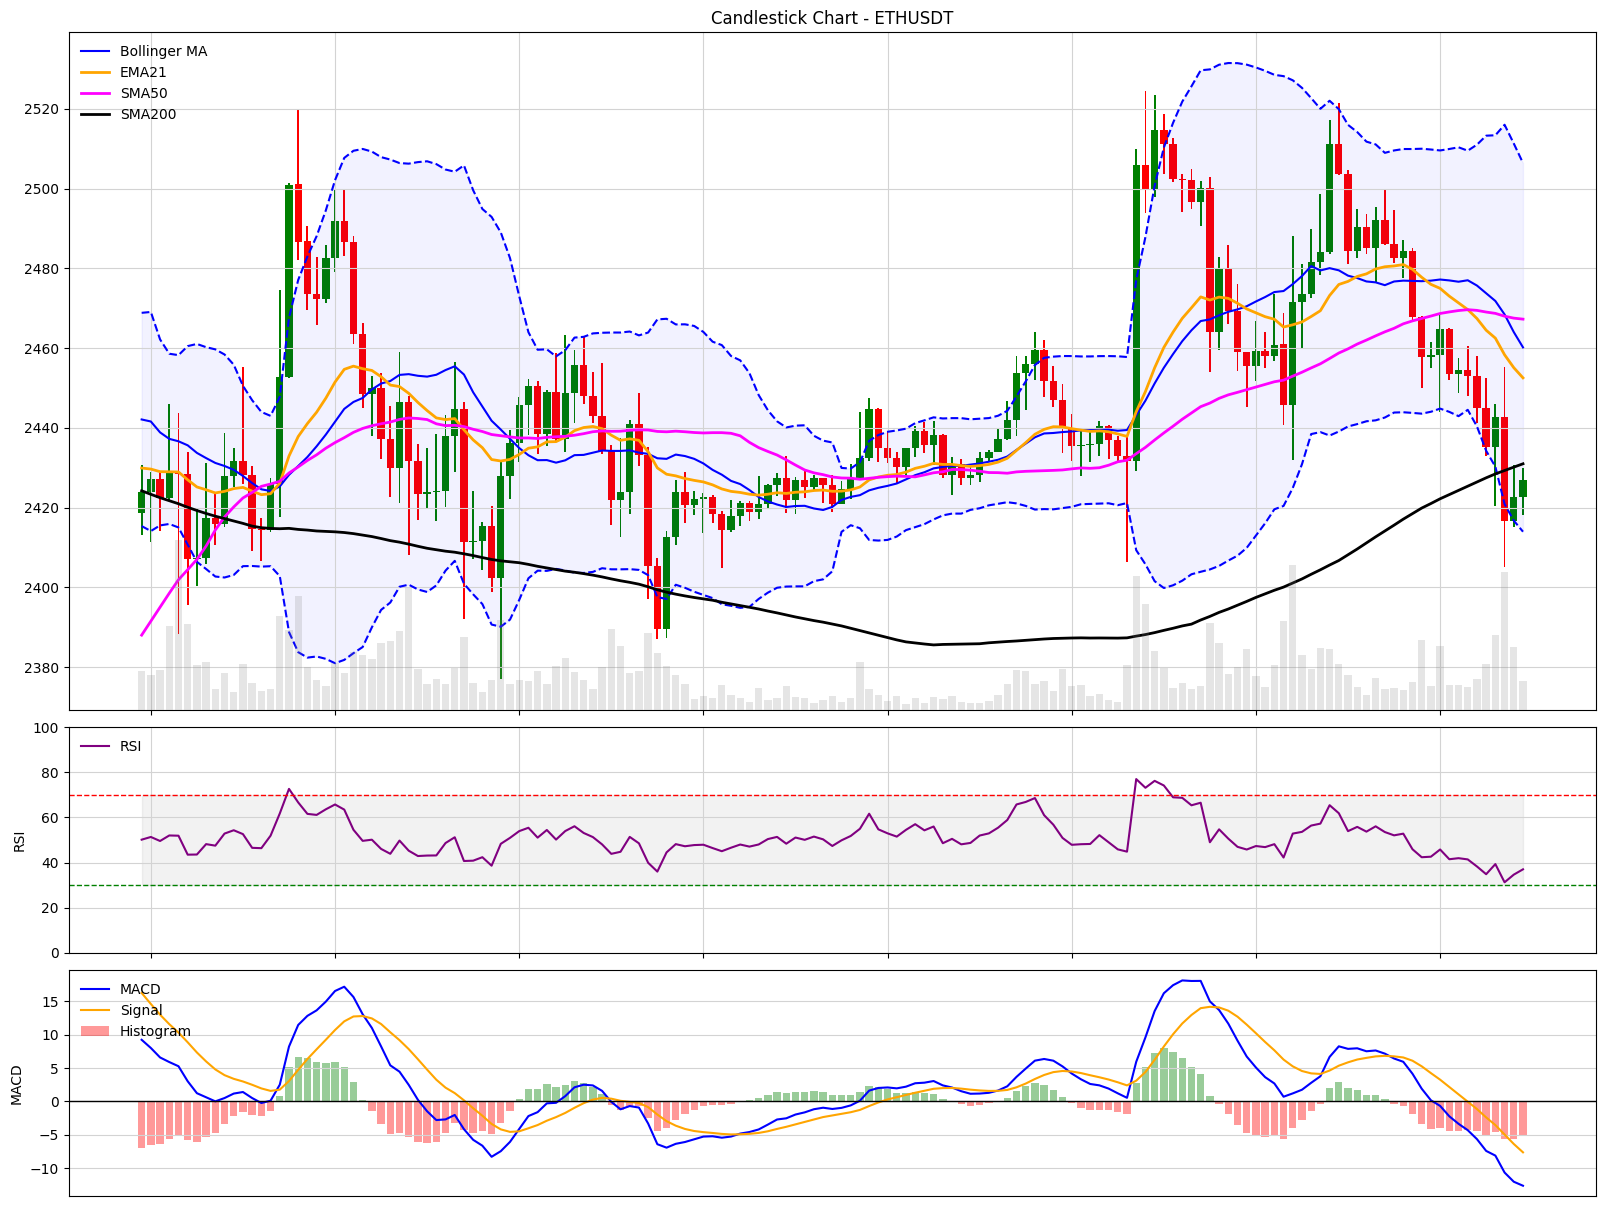 Candlestick Chart - ETHUSDT
Bollinger MA
EMA21
SMA50
SMA200
2520
2500
2480
2460
2440
2420
2400
2380
RSI
100
80
60
40
20
0
RSI
MACD
Signal
Histogram
15
10
5
0
−5
−10
MACD